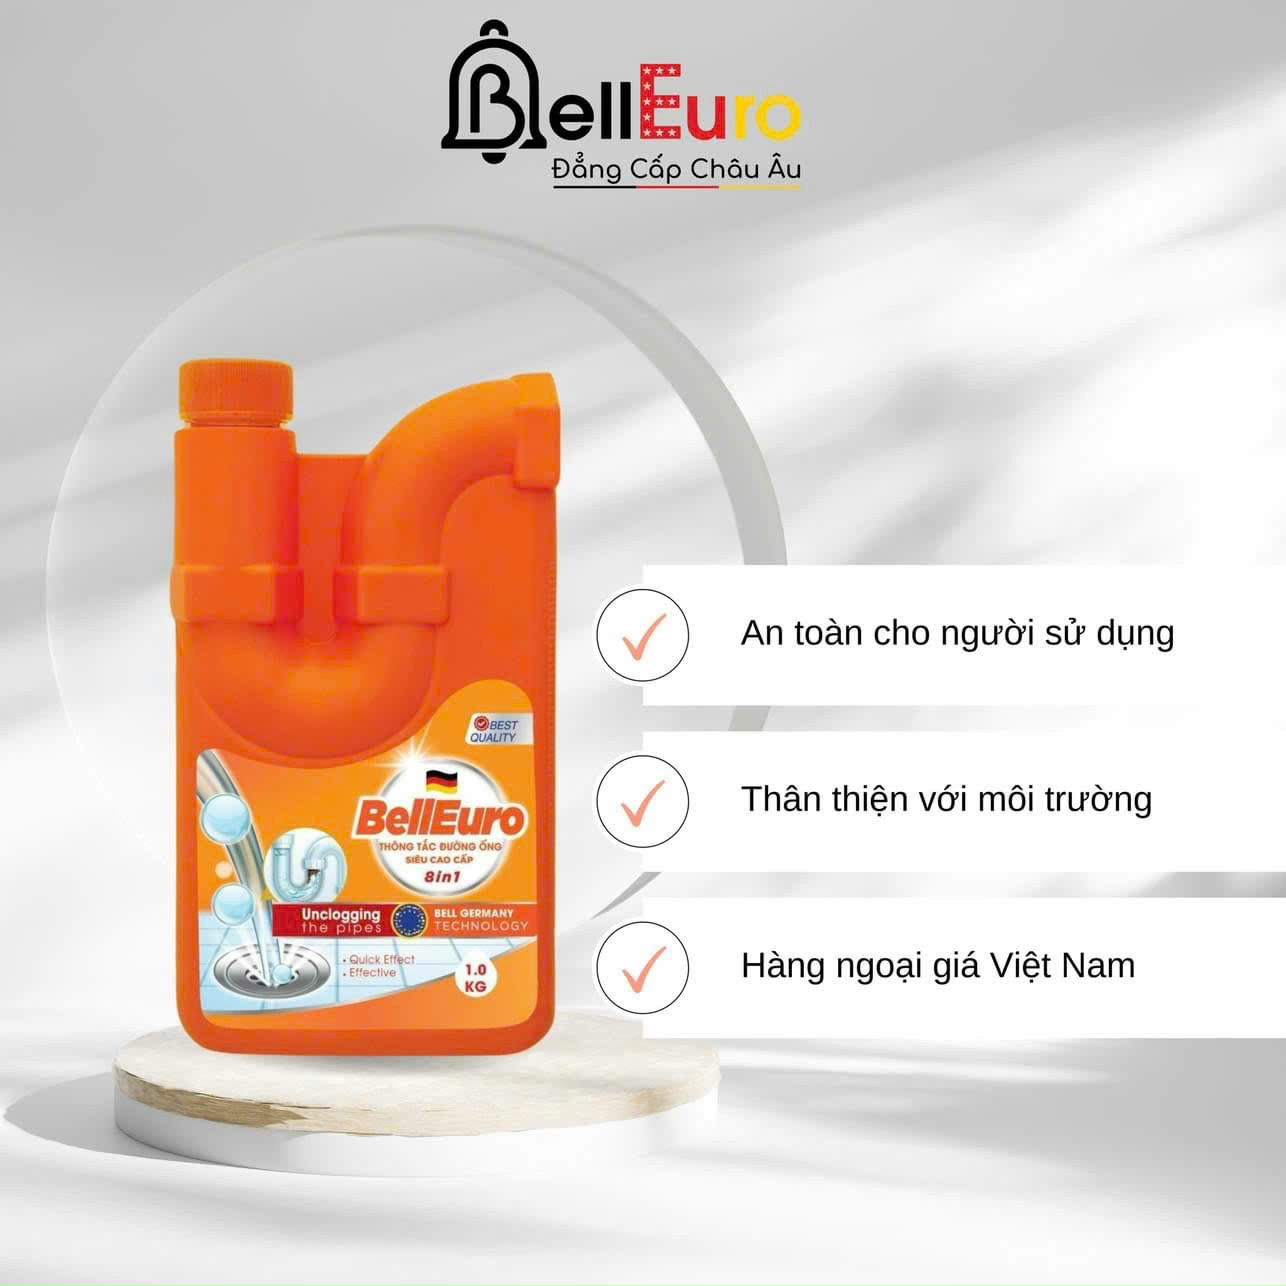 BellEuro
Đẳng Cấp Châu Âu
BEST
QUALITY
BellEuro
THÔNG TẮC ĐƯỜNG ỐNG
SIÊU CAO CẤP
8in1
Unclogging
the pipes
BELL GERMANY
TECHNOLOGY
• Quick Effect
• Effective
1.0
KG
An toàn cho người sử dụng
Thân thiện với môi trường
Hàng ngoại giá Việt Nam